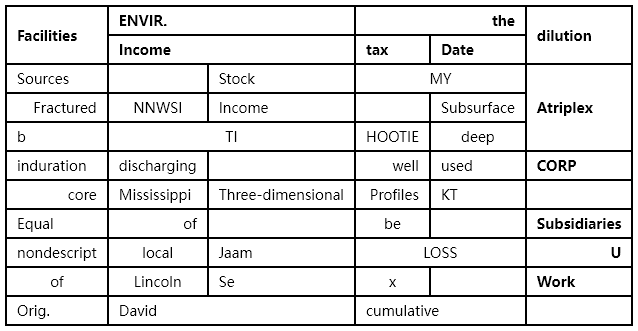 Facilities ENVIR. the dilution
Income tax Date
Sources Stock MY Atriplex
Fractured NNWSI Income Subsurface
b TI HOOTIE deep
induration discharging well used CORP
core Mississippi Three-dimensional Profiles KT
Equal of be Subsidiaries
nondescript local Jaam LOSS U
of Lincoln Se x Work
Orig. David cumulative